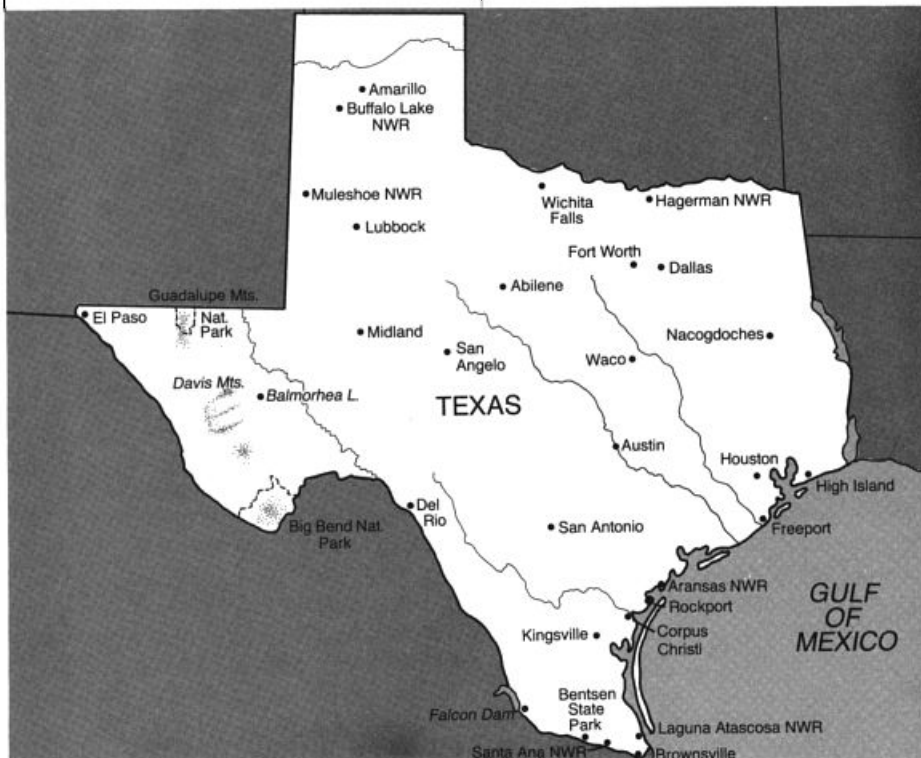 Amarillo
Buffalo Lake
NWR
Muleshoe NWR
Wichita
Falls
Hagerman NWR
Lubbock
Fort Worth
Dallas
Abilene
Guadalupe Mts.
Nat.
Park
El Paso
Midland
San
Angelo
Nacogdoches
Waco
Davis Mts.
Balmorhea L.
TEXAS
Austin
Houston
High Island
Del
Rio
Big Bend Nat.
Park
San Antonio
Freeport
Aransas NWR
Rockport
GULF
OF
MEXICO
Kingsville
Corpus
Christi
Bentsen
State
Park
Falcon Dam
Laguna Atascosa NWR
Santa Ana NWR
Brownsville